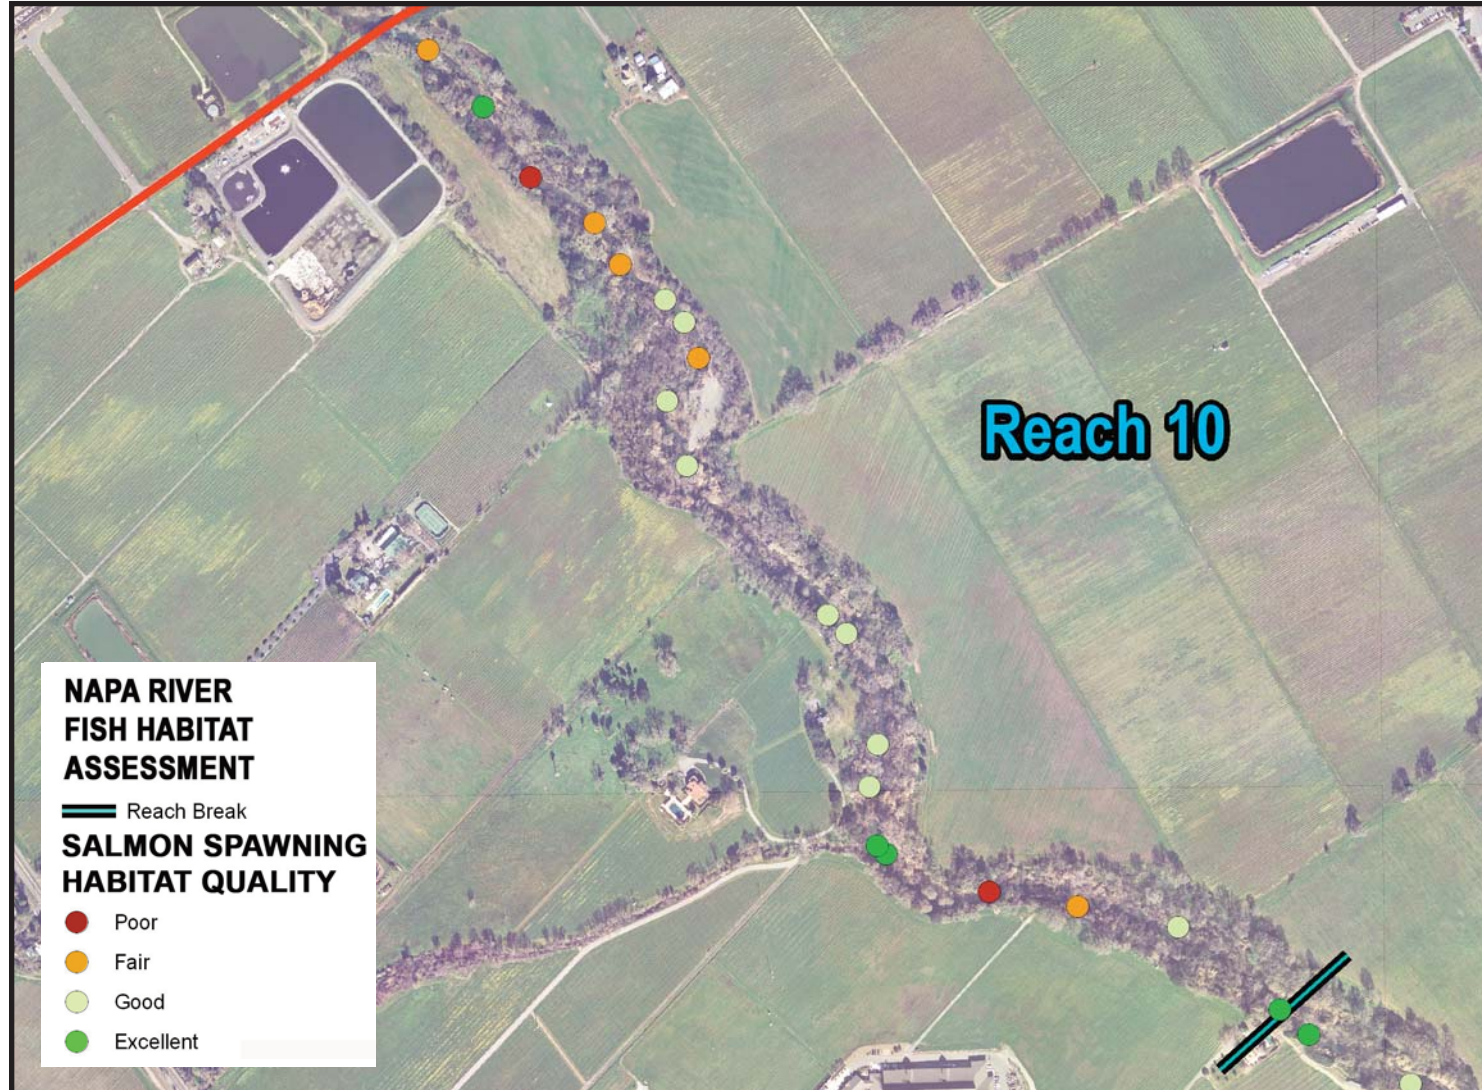 Reach 10
NAPA RIVER
FISH HABITAT
ASSESSMENT
Reach Break
SALMON SPAWNING
HABITAT QUALITY
Poor
Fair
Good
Excellent